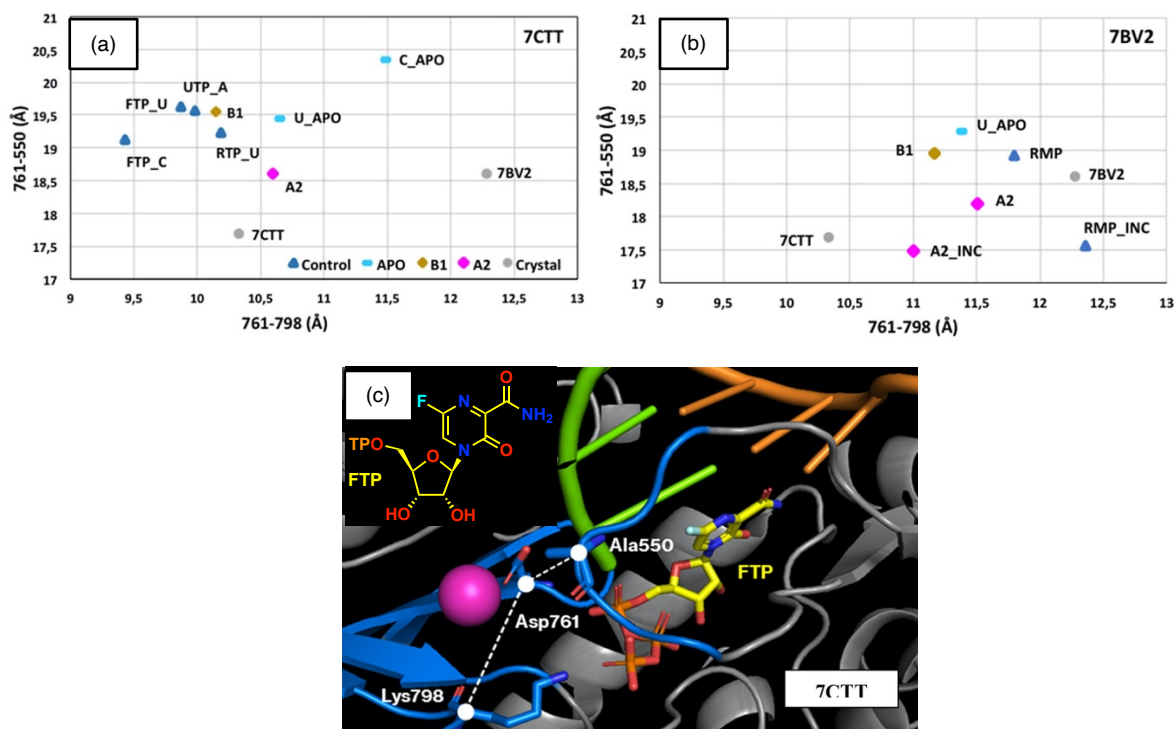 (a)
7CTT
761-550 (Å)
21
20,5
20
19,5
19
18,5
18
17,5
17
C_APO
UTP_A
FTP_U
B1
U_APO
RTP_U
FTP_C
7BV2
A2
7CTT
Control APO B1 A2 Crystal
9 9,5 10 10,5 11 11,5 12 12,5 13
761-798 (Å)
(b)
7BV2
761-550 (Å)
21
20,5
20
19,5
19
18,5
18
17,5
17
U_APO
B1
RMP
7BV2
A2
7CTT
RMP_INC
A2_INC
9 9,5 10 10,5 11 11,5 12 12,5 13
761-798 (Å)
(c)
O
F
N
NH2
N
O
TPO
O
FTP
HO
OH
Ala550
FTP
Asp761
Lys798
7CTT